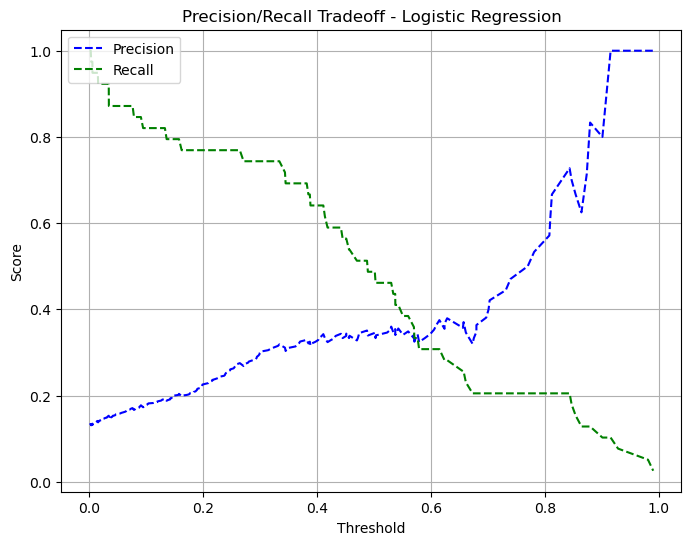 Precision/Recall Tradeoff - Logistic Regression
Precision
Recall
1.0
0.8
0.6
0.4
0.2
0.0
Score
0.0 0.2 0.4 0.6 0.8 1.0
Threshold